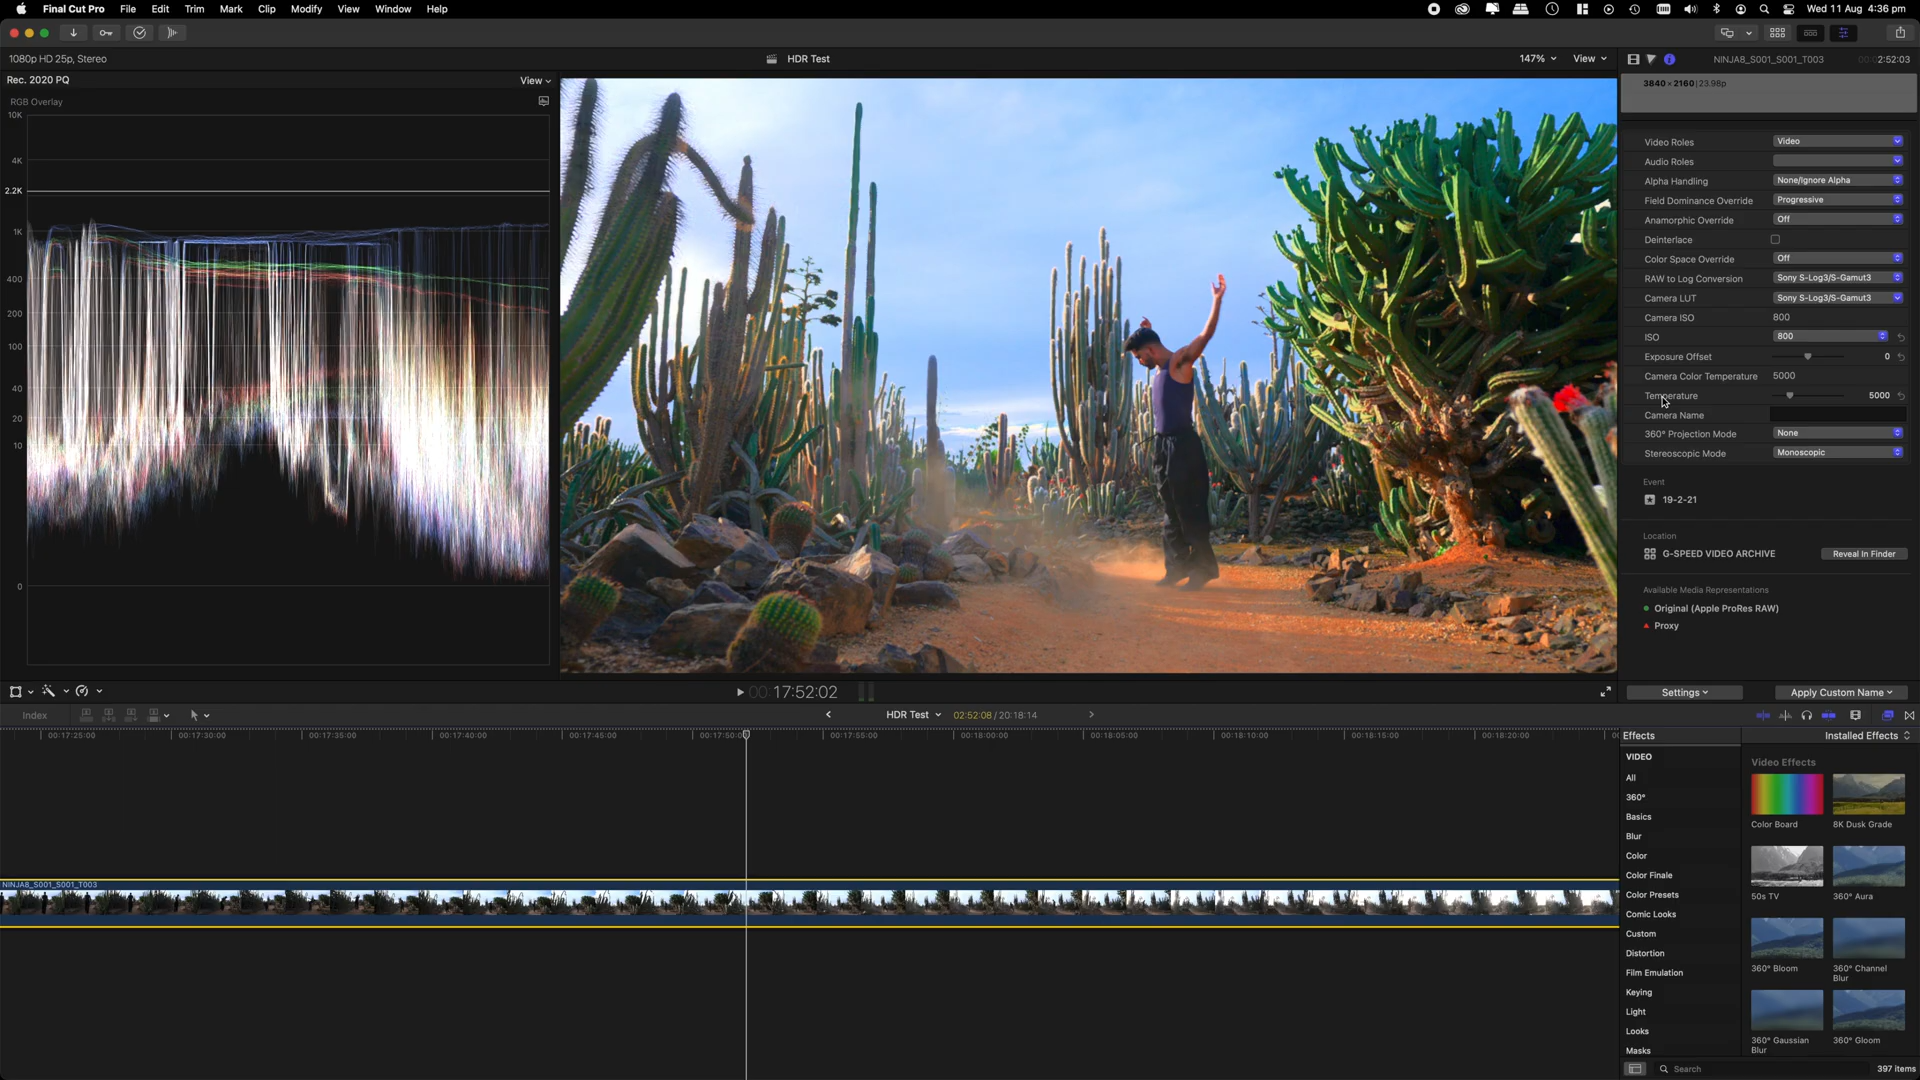 Final Cut Pro File Edit Trim Mark Clip Modify View Window Help Wed 11 Aug 4:36 pm
1080p HD 25p, Stereo HDR Test 147% View NINJA8_S001_S001_T003 2:52:03
Rec. 2020 PQ View
3840 × 2160 | 23.98p
RGB Overlay
10K
4K
2.2K
1K
400
200
100
40
20
10
0
Video Roles Video
Audio Roles
Alpha Handling None/Ignore Alpha
Field Dominance Override Progressive
Anamorphic Override Off
Deinterlace
Color Space Override Off
RAW to Log Conversion Sony S-Log3/S-Gamut3
Camera LUT Sony S-Log3/S-Gamut3
Camera ISO 800
ISO 800
Exposure Offset 0
Camera Color Temperature 5000
Temperature 5000
Camera Name
360° Projection Mode None
Stereoscopic Mode Monoscopic
Event
19-2-21
Location
G-SPEED VIDEO ARCHIVE Reveal In Finder
Available Media Representations
Original (Apple ProRes RAW)
Proxy
00:17:52:02 Settings Apply Custom Name
Index HDR Test 02:52:08 / 20:18:14
00:17:25:00 00:17:30:00 00:17:35:00 00:17:40:00 00:17:45:00 00:17:50:00 00:17:55:00 00:18:00:00 00:18:05:00 00:18:10:00 00:18:15:00 00:18:20:00
NINJA8_S001_S001_T003
Effects Installed Effects
VIDEO
All
360°
Basics
Blur
Color
Color Finale
Color Presets
Comic Looks
Custom
Distortion
Film Emulation
Keying
Light
Looks
Masks
Video Effects
Color Board 8K Dusk Grade
50s TV 360° Aura
360° Bloom 360° Channel Blur
360° Gaussian Blur 360° Gloom
Search 397 items